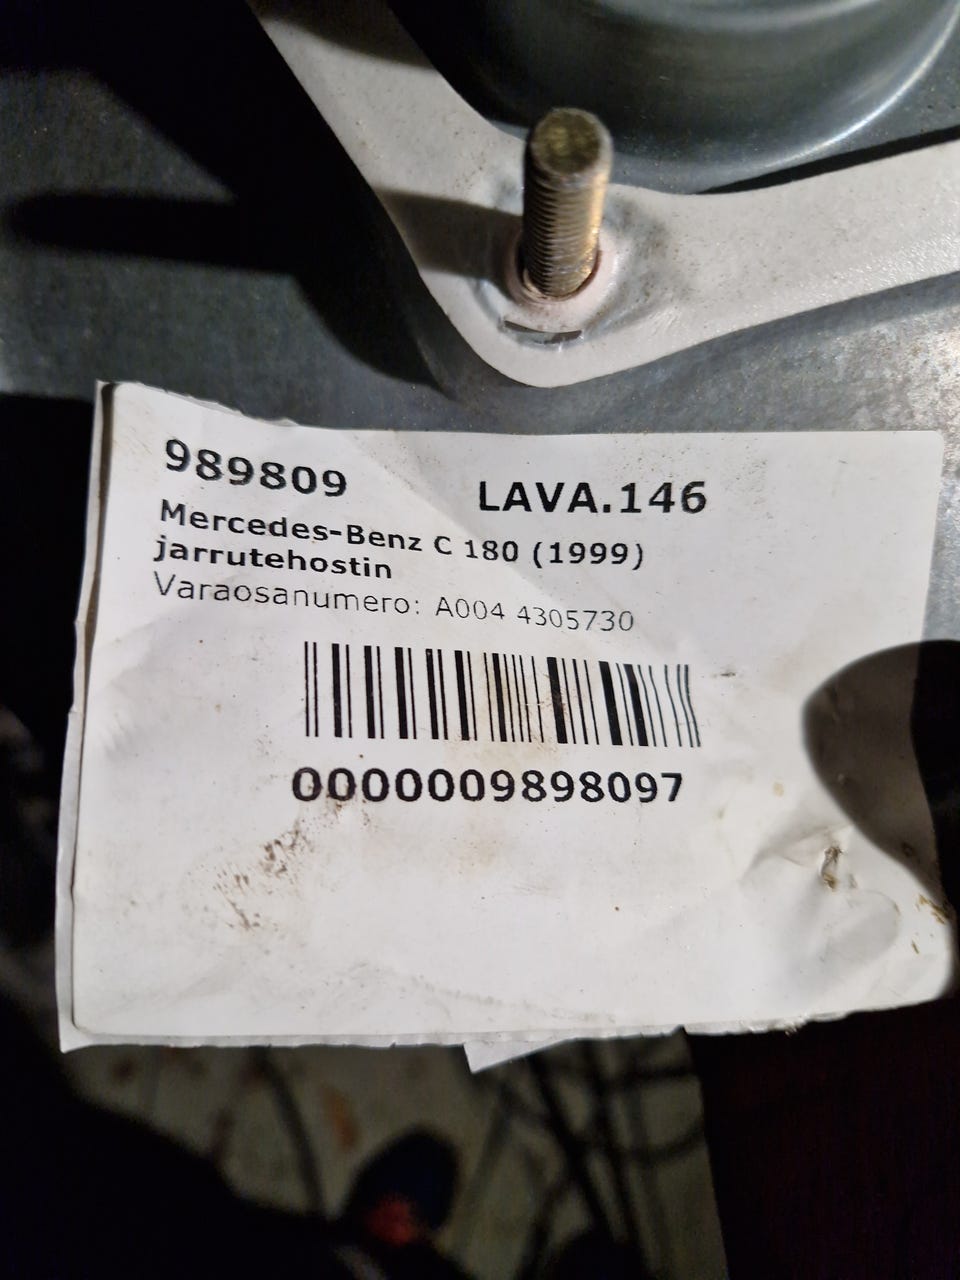 989809 LAVA.146
Mercedes-Benz C 180 (1999)
jarrutehostin
Varaosanumero: A004 4305730
0000009898097